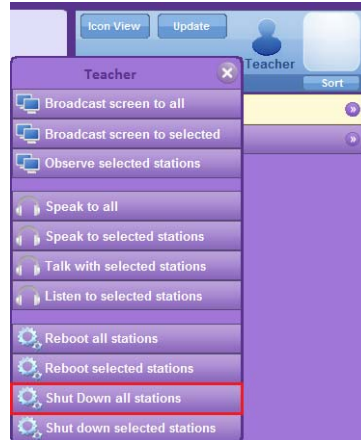 Icon View
Update
Teacher
Sort
Teacher
Broadcast screen to all
Broadcast screen to selected
Observe selected stations
Speak to all
Speak to selected stations
Talk with selected stations
Listen to selected stations
Reboot all stations
Reboot selected stations
Shut Down all stations
Shut down selected stations